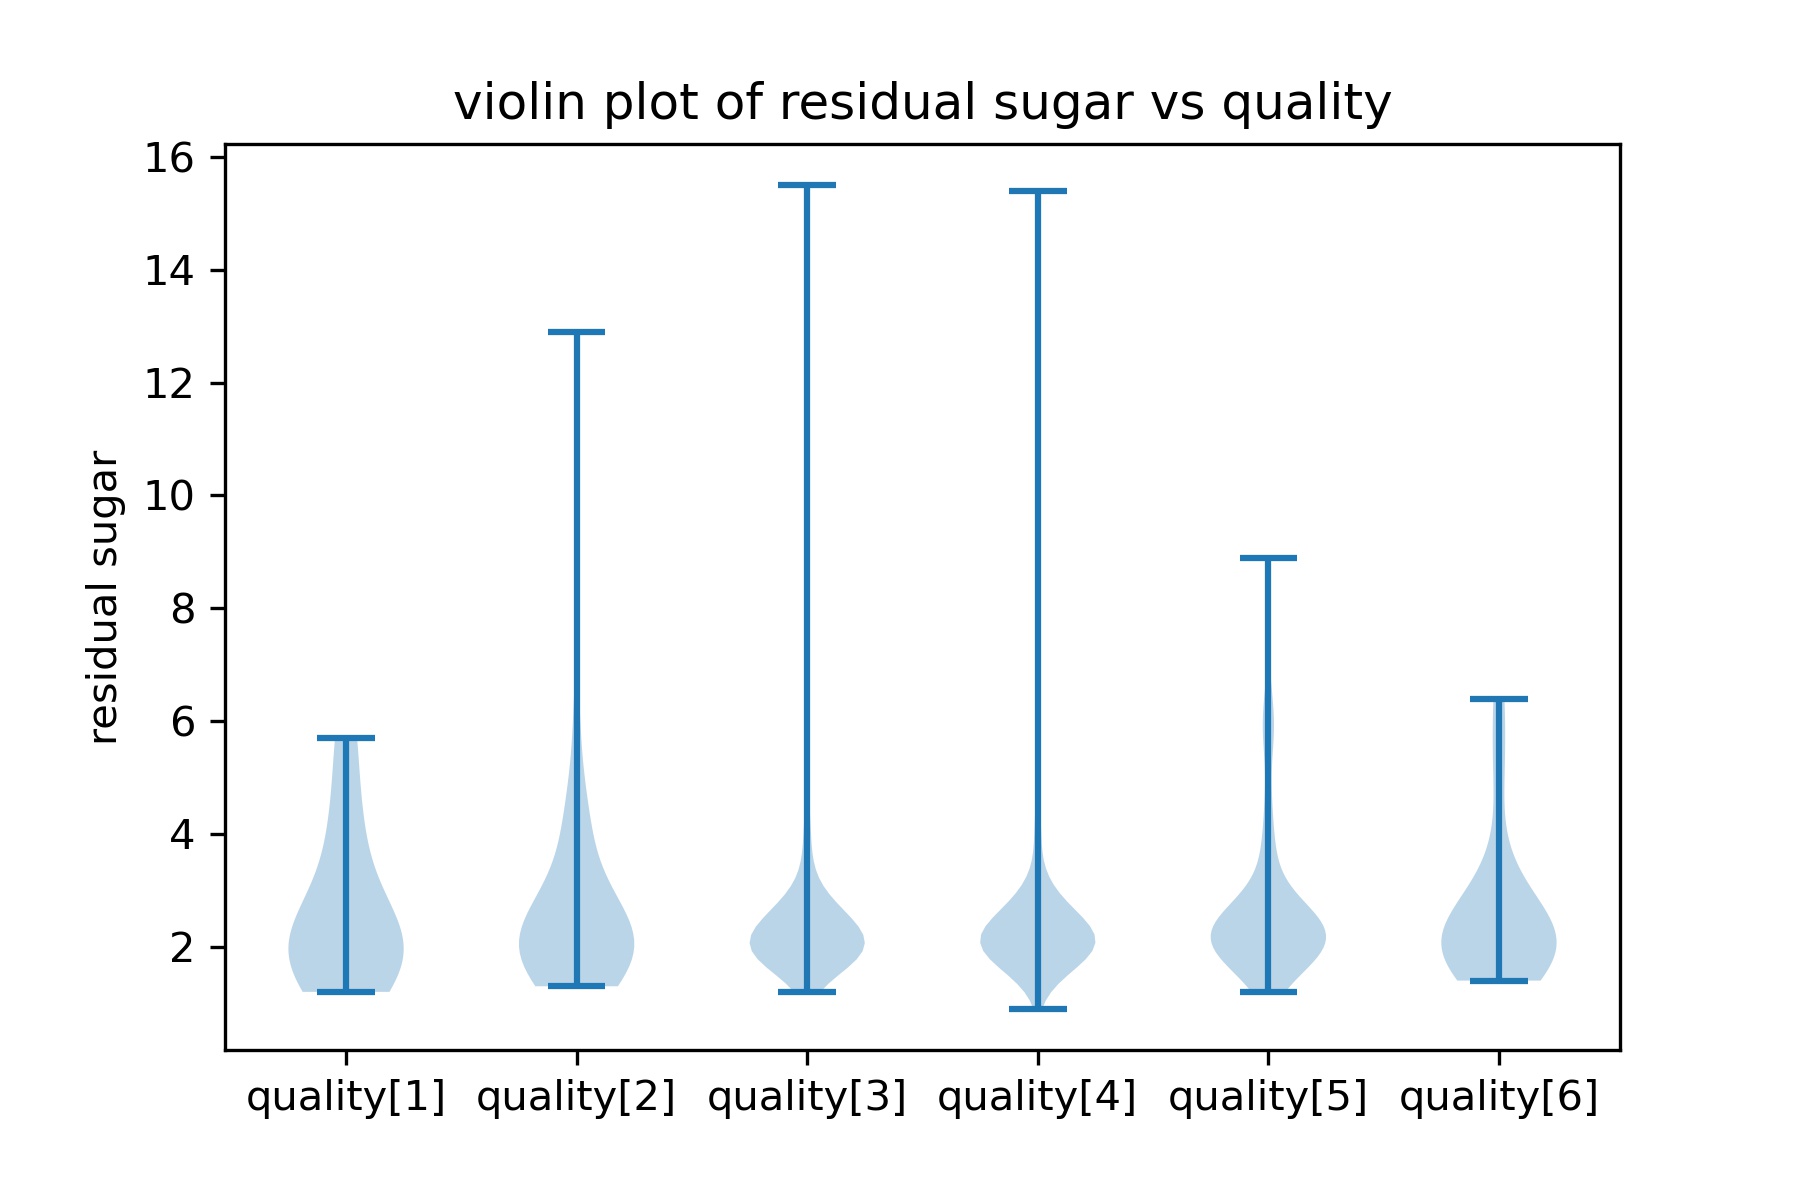 violin plot of residual sugar vs quality
16
14
12
10
8
6
4
2
residual sugar
quality[1] quality[2] quality[3] quality[4] quality[5] quality[6]